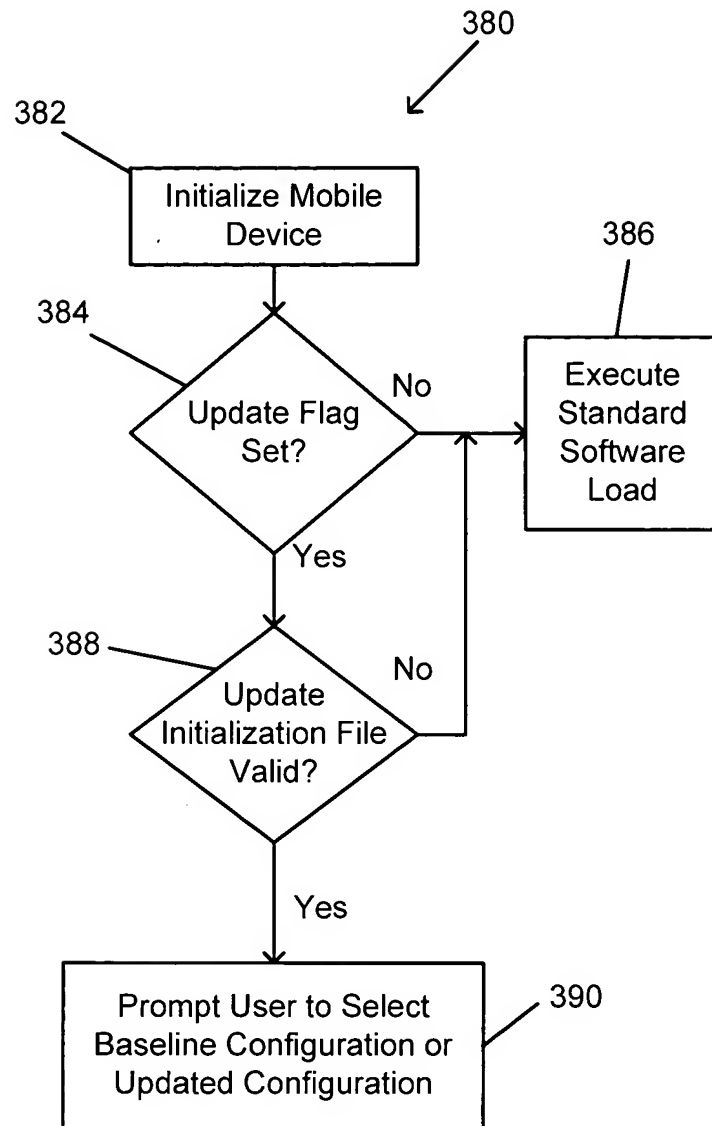 380
382
Initialize Mobile
Device
386
384
Execute
Standard
Software
Load
No
Update Flag
Set?
Yes
388
No
Update
Initialization File
Valid?
Yes
390
Prompt User to Select
Baseline Configuration or
Updated Configuration